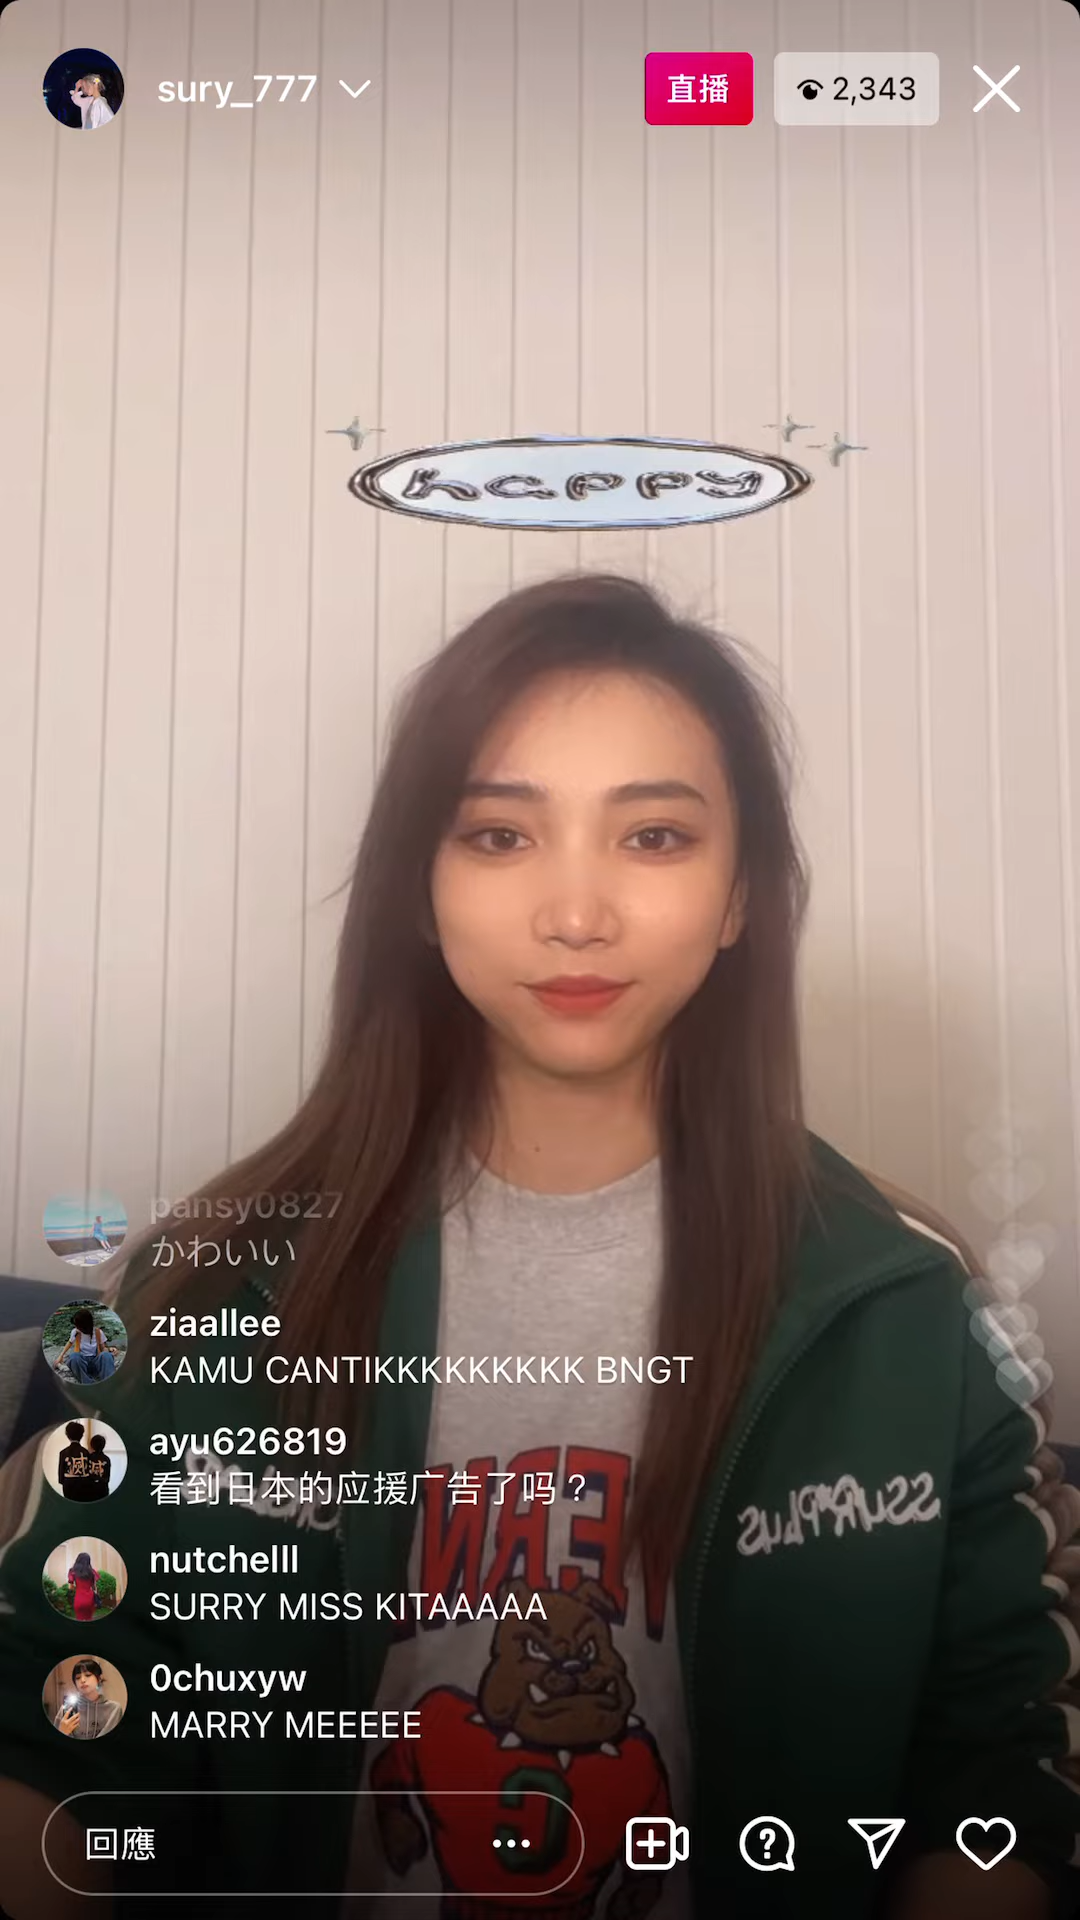 sury_777
直播
2,343
happy
pansy0827
かわいい
ziaallee
KAMU CANTIKKKKKKKKK BNGT
ayu626819
看到日本的应援广告了吗？
nutchelll
SURRY MISS KITAAAAA
0chuxyw
MARRY MEEEEE
回應